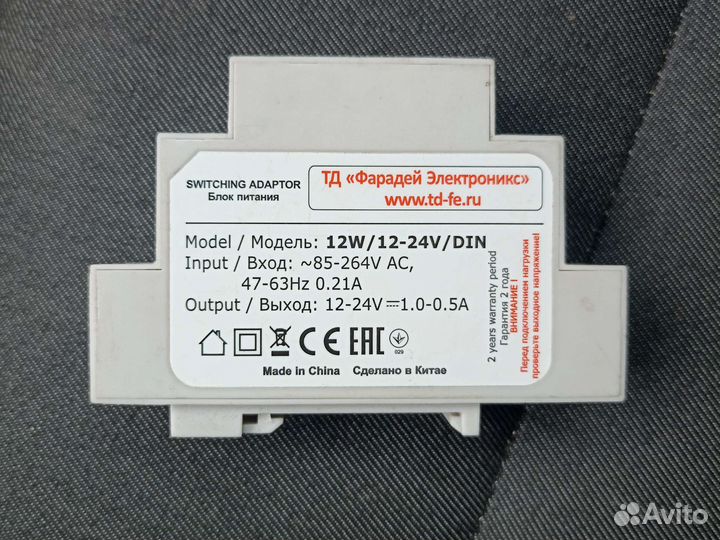 SWITCHING ADAPTOR
Блок питания
ТД «Фарадей Электроникс»
www.td-fe.ru
Model / Модель: 12W/12-24V/DIN
Input / Вход: ~85-264V AC,
47-63Hz 0.21A
Output / Выход: 12-24V⎓1.0-0.5A
CE EAC
029
Made in China Сделано в Китае
2 years warranty period
Гарантия 2 года
ВНИМАНИЕ !
Перед подключением нагрузки
проверьте выходное напряжение!
Avito